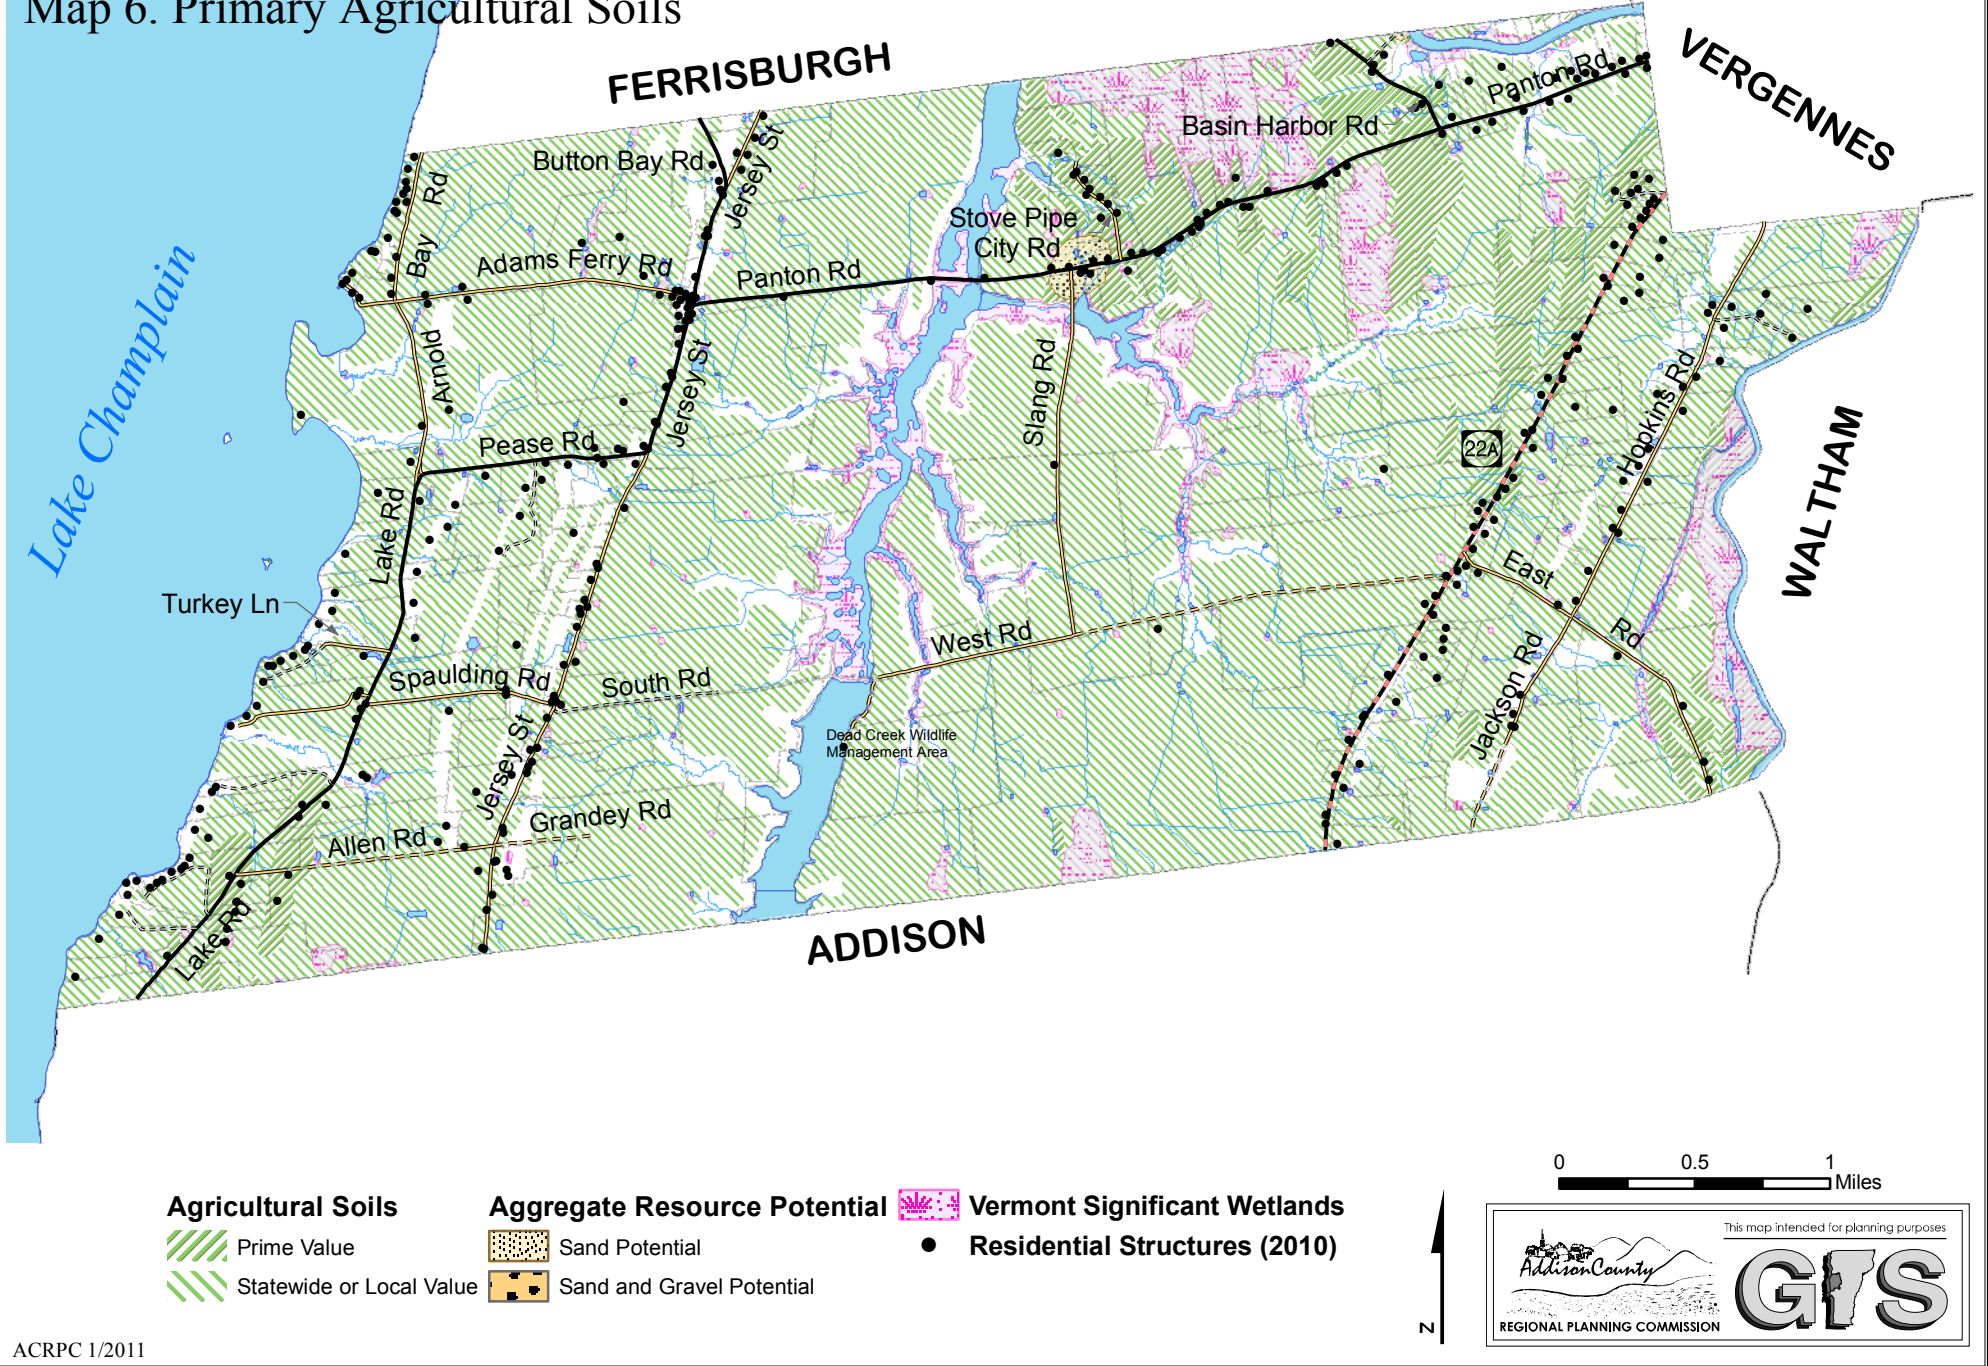 Map 6. Primary Agricultural Soils
FERRISBURGH
VERGENNES
Panton Rd
Basin Harbor Rd
Button Bay Rd
Jersey St
Bay Rd
Stove Pipe
City Rd
Adams Ferry Rd
Panton Rd
Lake Champlain
Arnold
Jersey St
Slang Rd
Hopkins Rd
22A
WALTHAM
Pease Rd
Lake Rd
East Rd
Turkey Ln
West Rd
Jackson Rd
Spaulding Rd
South Rd
Dead Creek Wildlife
Management Area
Jersey St
Grandey Rd
Allen Rd
Lake Rd
ADDISON
Agricultural Soils
Prime Value
Statewide or Local Value
Aggregate Resource Potential
Sand Potential
Sand and Gravel Potential
Vermont Significant Wetlands
Residential Structures (2010)
0 0.5 1
Miles
N
This map intended for planning purposes
Addison County
REGIONAL PLANNING COMMISSION
GIS
ACRPC 1/2011